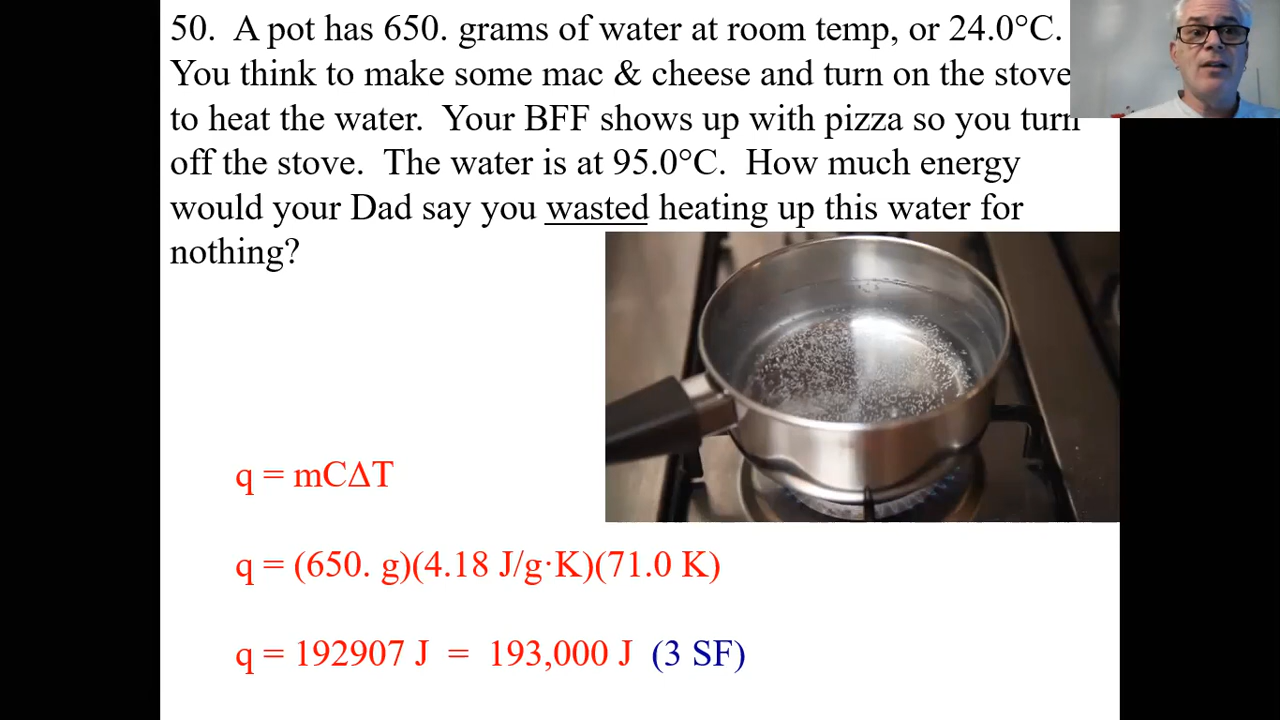 50.  A pot has 650. grams of water at room temp, or 24.0°C.
You think to make some mac & cheese and turn on the stove
to heat the water.  Your BFF shows up with pizza so you turn
off the stove.  The water is at 95.0°C.  How much energy
would your Dad say you wasted heating up this water for
nothing?
q = mCΔT
q = (650. g)(4.18 J/g·K)(71.0 K)
q = 192907 J  =  193,000 J  (3 SF)